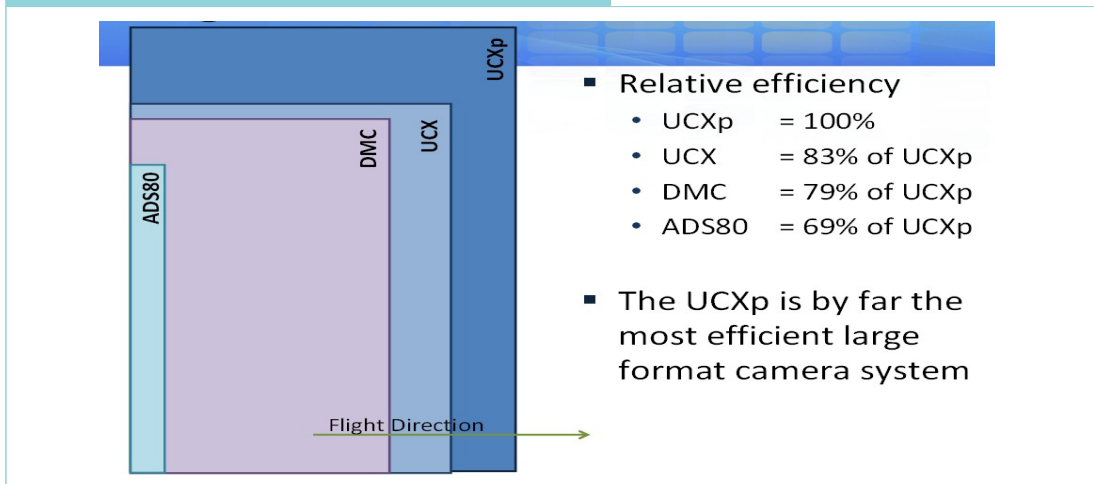 UCXp
UCX
DMC
ADS80
Flight Direction
▪ Relative efficiency
• UCXp = 100%
• UCX = 83% of UCXp
• DMC = 79% of UCXp
• ADS80 = 69% of UCXp
▪ The UCXp is by far the
most efficient large
format camera system